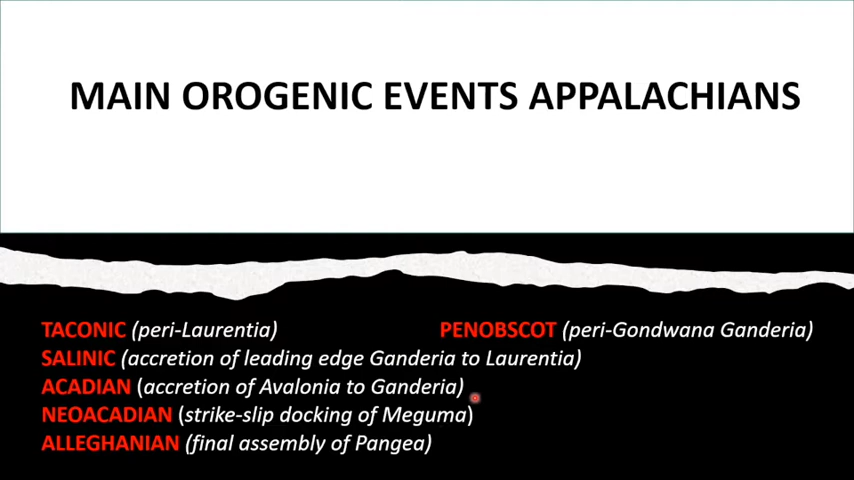 MAIN OROGENIC EVENTS APPALACHIANS
TACONIC (peri-Laurentia) PENOBSCOT (peri-Gondwana Ganderia)
SALINIC (accretion of leading edge Ganderia to Laurentia)
ACADIAN (accretion of Avalonia to Ganderia)
NEOACADIAN (strike-slip docking of Meguma)
ALLEGHANIAN (final assembly of Pangea)